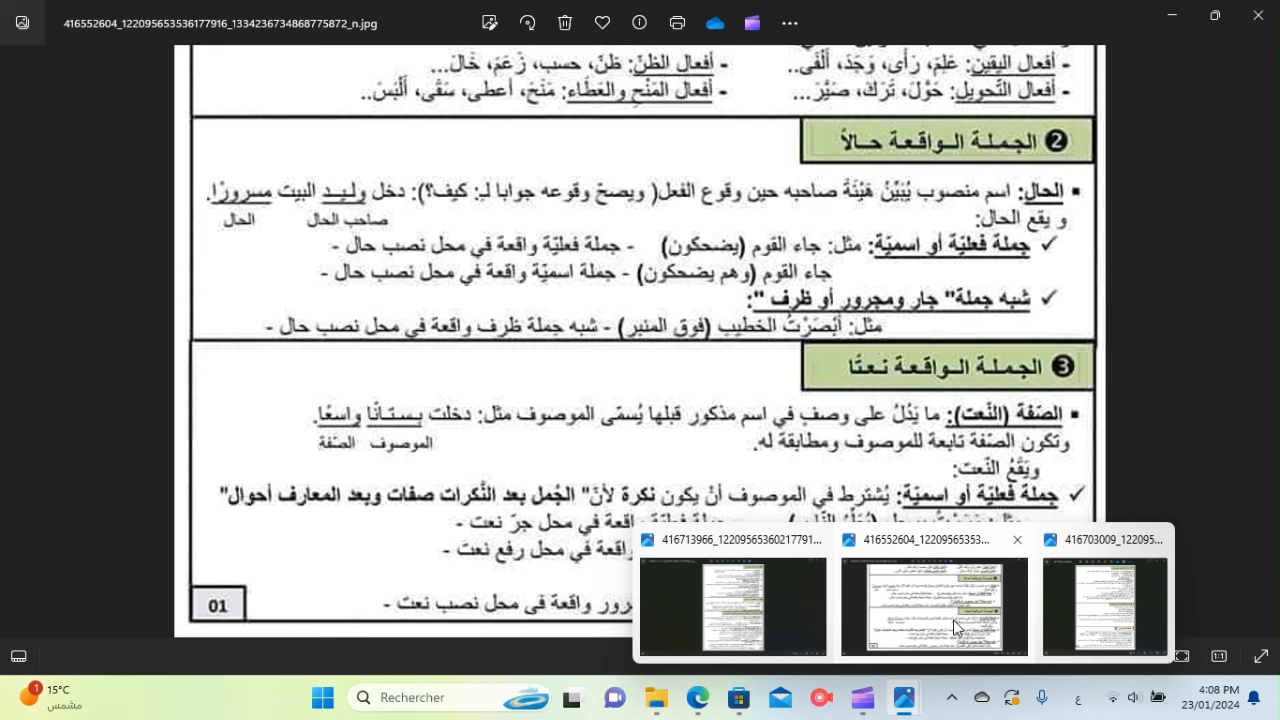 416552604_122095653536177916_1334236734868775872_n.jpg
- أفعال اليقين: عَلِمَ، رَأى، وَجَدَ، ألْفَى.. - أفعال الظنّ: ظنّ، حسب، زَعَمَ، خَالَ...
- أفعال التّحويل: حَوَّلَ، تَرَكَ، صَيَّرَ... - أفعال المَنْحِ والعَطَاء: مَنْحَ، أعطى، سَقَى، أَلْبَسَ..
❷ الجملة الواقعة حالاً
▪ الحال: اسم منصوب يُبَيِّنُ هَيْئَةَ صاحبه حين وقوع الفعل( ويصحّ وقوعه جوابا لـِ: كيف؟): دخل وليد البيت مسرورًا.
و يقع الحال: صاحب الحال الحال
✓ جملة فعليّة أو اسميّة: مثل: جاء القوم (يضحكون) - جملة فعليّة واقعة في محل نصب حال -
جاء القوم (وهم يضحكون) - جملة اسميّة واقعة في محل نصب حال -
✓ شبه جملة" جار ومجرور أو ظرف ":
مثل: أبْصَرْتُ الخطيب (فوق المنبر) - شبه جملة ظرف واقعة في محل نصب حال -
❸ الجملة الواقعة نعتًا
▪ الصّفة (النّعت): ما يَدُلُ على وصفٍ في اسم مذكور قبلها يُسمّى الموصوف مثل: دخلت بستانًا واسعًا.
وتكون الصّفة تابعة للموصوف ومطابقة له. الموصوف الصّفة
ويَقَعُ النّعت:
✓ جملة فعليّة أو اسميّة: يُشترط في الموصوف أنْ يكون نكرة لأنّ" الجُمل بعد النَّكرات صفات وبعد المعارف أحوال"
واقعة في محل جرّ نعت -
واقعة في محل رفع نعت -
واقعة في محل نصب نعت -
01
416713966_12209565360217791...
416552604_12209565353...
416703009_122095...
15°C
مشمس
1
Rechercher
ع
4:08 م
23/01/2024
1:1